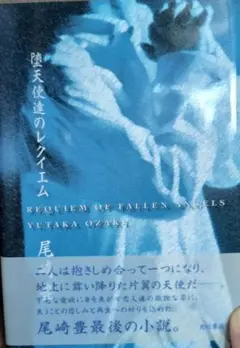 堕天使達のレクイエム
REQUIEM OF FALLEN ANGELS
YUTAKA OZAKI
尾
二人は抱きしめ合って一つになり、
地上に舞い降りた片翼の天使だ─
尾崎豊最後の小説。